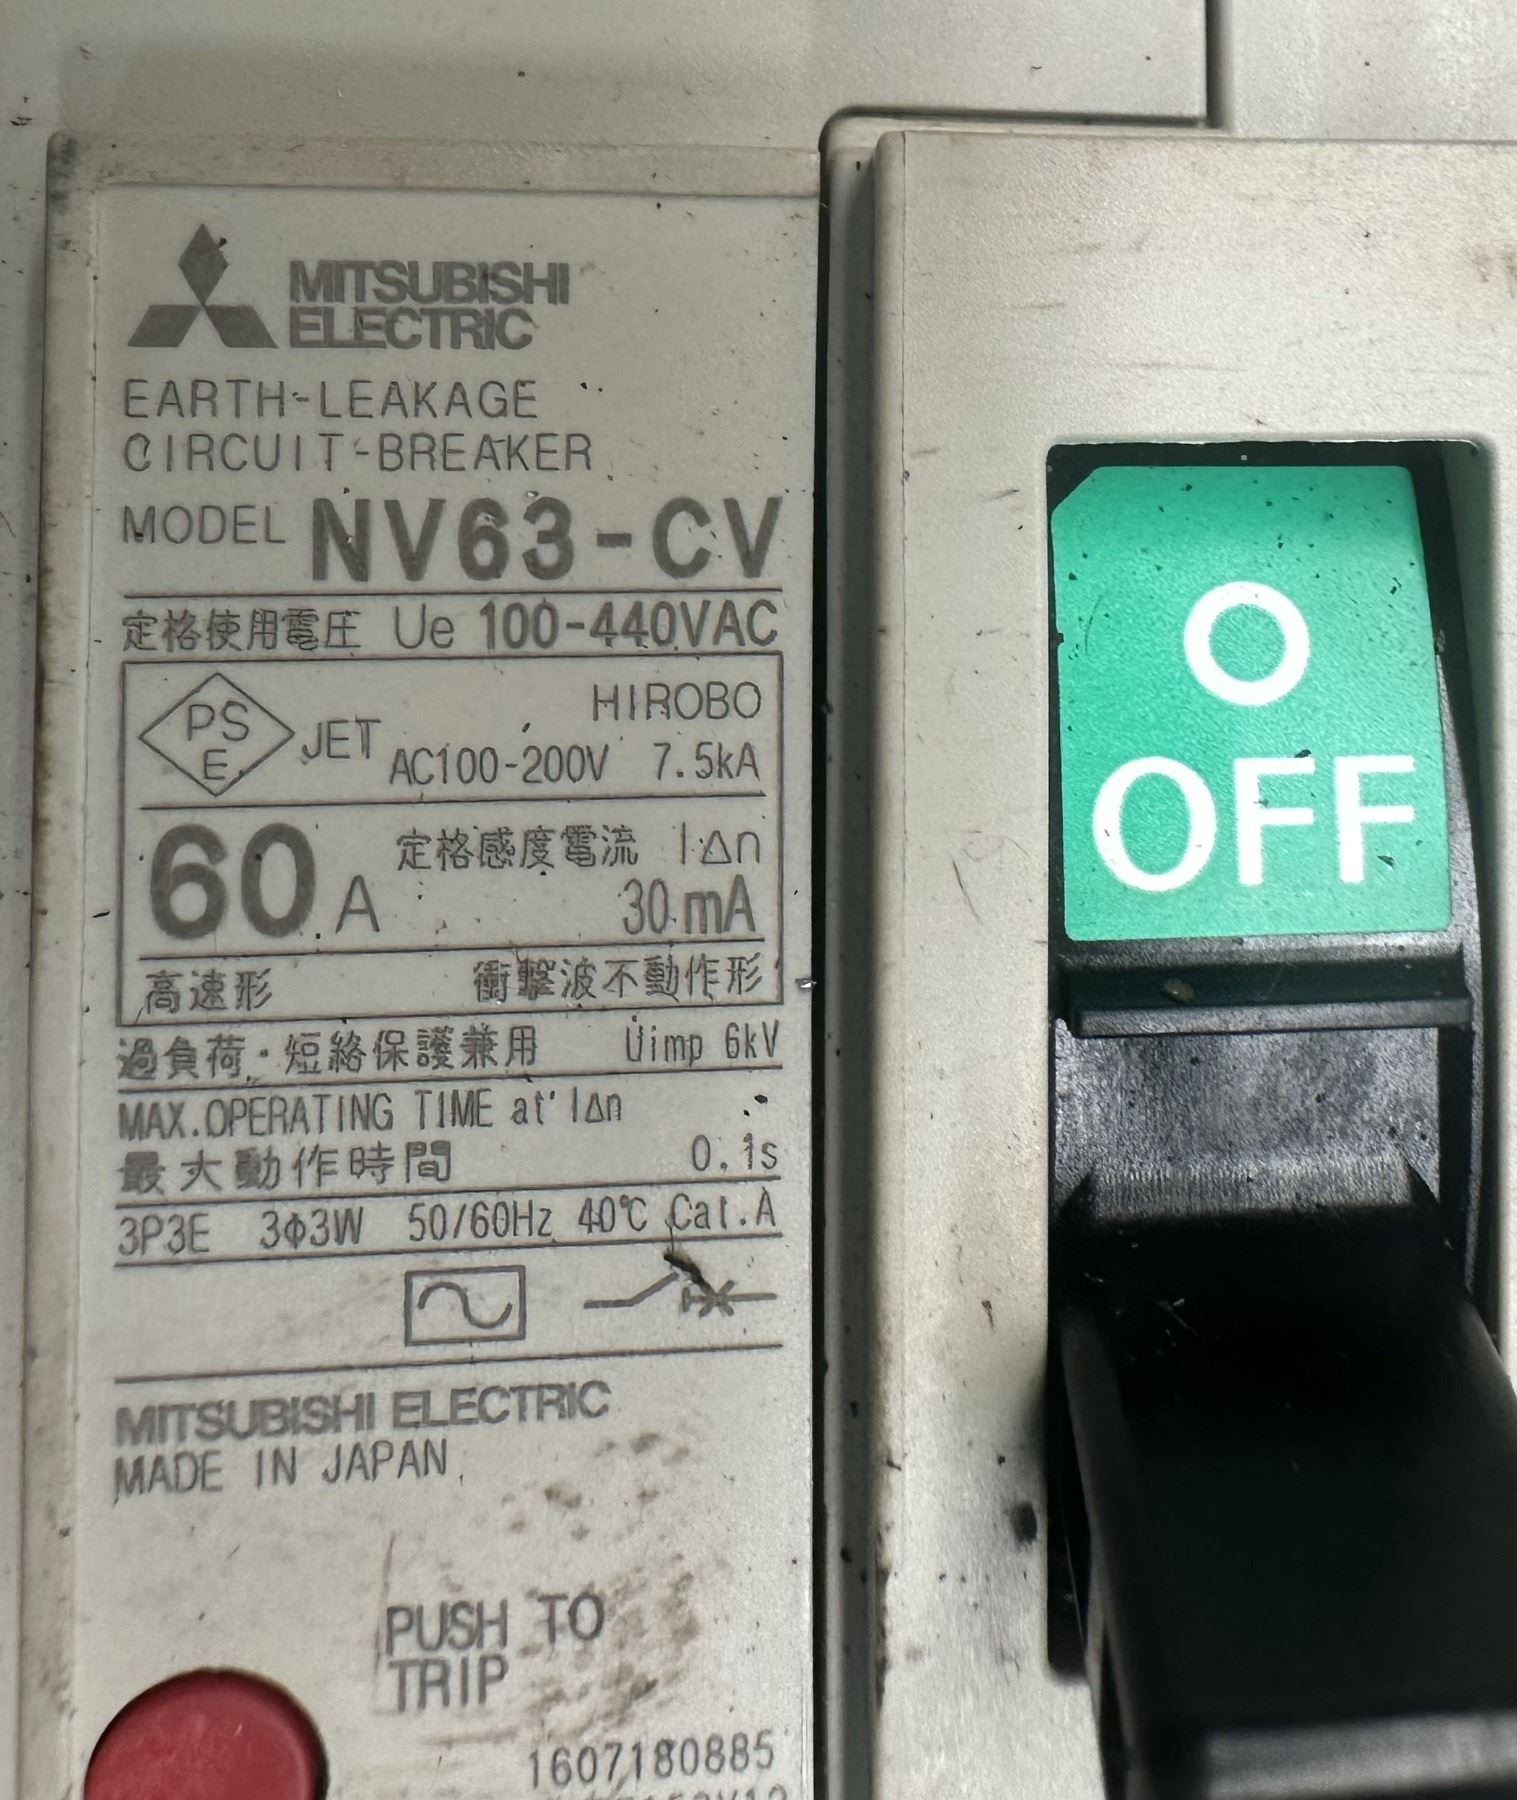 MITSUBISHI
ELECTRIC
EARTH-LEAKAGE
CIRCUIT-BREAKER
MODEL NV63-CV
定格使用電圧 Ue 100-440VAC
PS
E
JET
HIROBO
AC100-200V 7.5kA
60A
定格感度電流 I△n
30mA
高速形 衝撃波不動作形
過負荷・短絡保護兼用 Uimp 6kV
MAX.OPERATING TIME at I△n
最大動作時間 0.1s
3P3E 3Φ3W 50/60Hz 40℃ Cat.A
MITSUBISHI ELECTRIC
MADE IN JAPAN
PUSH TO
TRIP
1607180885
O
OFF